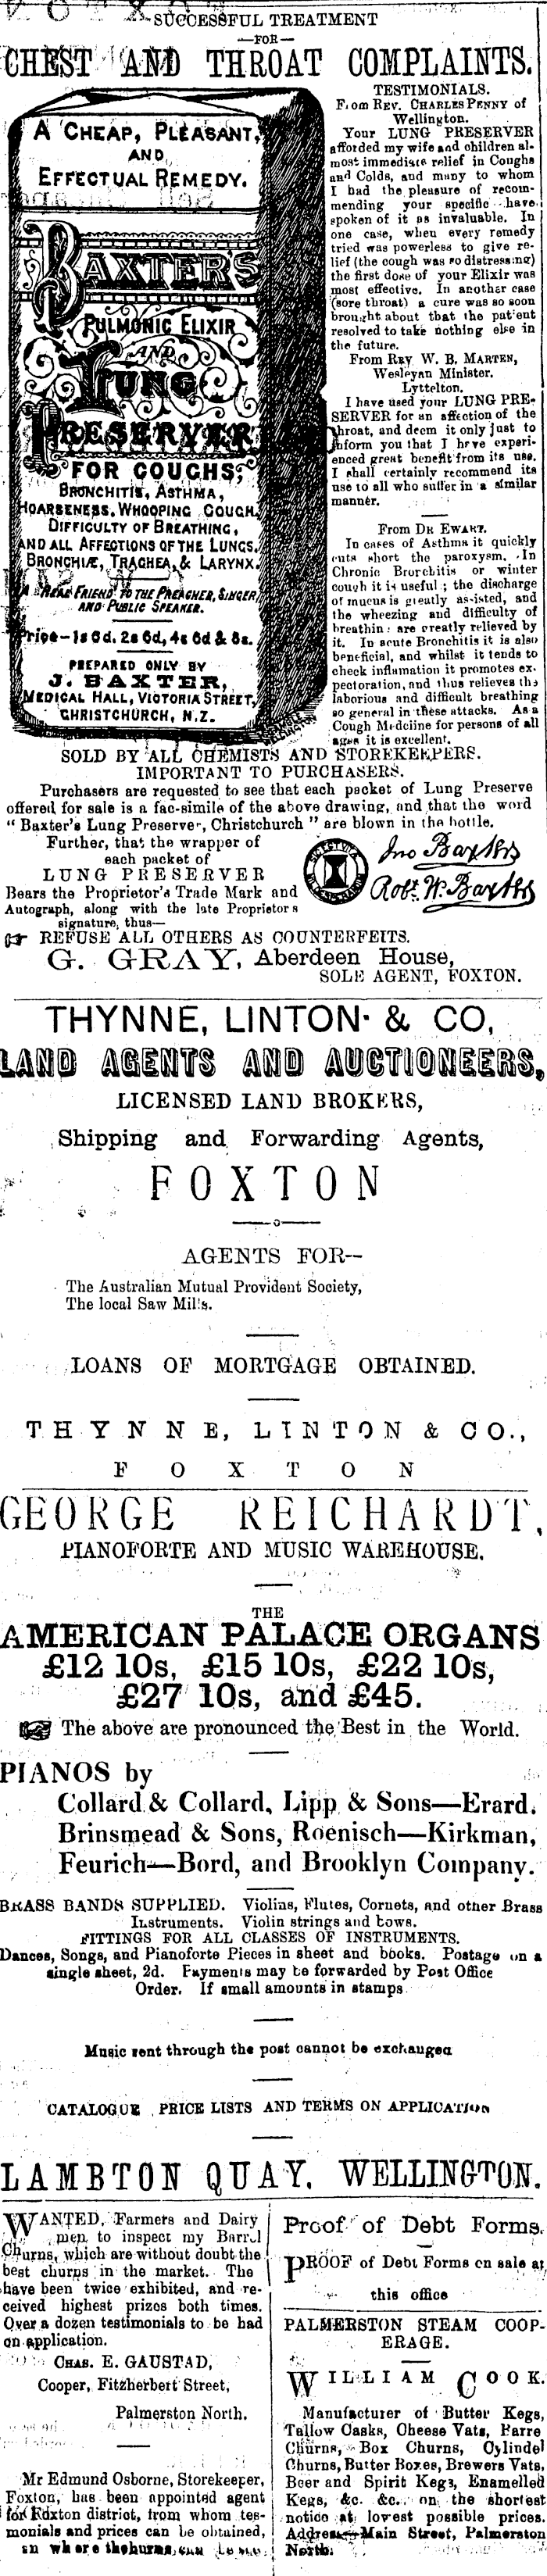 SUCCESSFUL TREATMENT
—FOR—
CHEST AND THROAT COMPLAINTS.
A CHEAP, PLEASANT,
AND
EFFECTUAL REMEDY.
BAXTER'S
PULMONIC ELIXIR
AND
LUNG
PRESERVER
FOR COUGHS,
BRONCHITIS, ASTHMA,
HOARSENESS, WHOOPING COUGH,
DIFFICULTY OF BREATHING,
AND ALL AFFECTIONS OF THE LUNGS,
BRONCHIÆ, TRACHEA, & LARYNX.
A REAL FRIEND TO THE PREACHER, SINGER,
AND PUBLIC SPEAKER.
Price—1s 6d. 2s 6d, 4s 6d & 8s.
PREPARED ONLY BY
J. BAXTER,
MEDICAL HALL, VICTORIA STREET,
CHRISTCHURCH, N.Z.
TESTIMONIALS.
From REV. CHARLES PENNY of
Wellington.
Your LUNG PRESERVER
afforded my wife and children al-
most immediate relief in Coughs
and Colds, and many to whom
I had the pleasure of recom-
mending your specific have
spoken of it as invaluable. In
one case, when every remedy
tried was powerless to give re-
lief (the cough was so distressing)
the first dose of your Elixir was
most effective. In another case
(sore throat) a cure was so soon
brought about that the patient
resolved to take nothing else in
the future.
From Rev W. B. MARTEN,
Wesleyan Minister.
Lyttelton.
I have used your LUNG PRE-
SERVER for an affection of the
throat, and deem it only just to
inform you that I have experi-
enced great benefit from its use.
I shall certainly recommend its
use to all who suffer in a similar
manner.
From DR EWART.
In cases of Asthma it quickly
cuts short the paroxysm. In
Chronic Bronchitis or winter
cough it is useful; the discharge
of mucus is greatly assisted, and
the wheezing and difficulty of
breathing are greatly relieved by
it. In acute Bronchitis it is also
beneficial, and whilst it tends to
check inflamation it promotes ex-
pectoration, and thus relieves the
laborious and difficult breathing
so general in these attacks. As a
Cough Medciine for persons of all
ages it is excellent.
SOLD BY ALL CHEMISTS AND STOREKEEPERS.
IMPORTANT TO PURCHASERS.
Purchasers are requested to see that each packet of Lung Preserve
offered for sale is a fac-simile of the above drawing, and that the word
" Baxter's Lung Preserver, Christchurch " are blown in the bottle.
Further, that the wrapper of
each packet of
LUNG PRESERVER
Bears the Proprietor's Trade Mark and
Autograph, along with the late Proprietors
signature, thus—
Jno Baxter
Robt. W. Baxter
REFUSE ALL OTHERS AS COUNTERFEITS.
G. GRAY, Aberdeen House,
SOLE AGENT, FOXTON.
THYNNE, LINTON & CO,
LAND AGENTS AND AUCTIONEERS,
LICENSED LAND BROKERS,
Shipping and Forwarding Agents,
FOXTON
—o—
AGENTS FOR—
The Australian Mutual Provident Society,
The local Saw Mills.
LOANS OF MORTGAGE OBTAINED.
THYNNE, LINTON & CO.,
FOXTON
GEORGE REICHARDT,
PIANOFORTE AND MUSIC WAREHOUSE.
THE
AMERICAN PALACE ORGANS
£12 10s, £15 10s, £22 10s,
£27 10s, and £45.
The above are pronounced the Best in the World.
PIANOS by
Collard & Collard, Lipp & Sons—Erard.
Brinsmead & Sons, Roenisch—Kirkman,
Feurich—Bord, and Brooklyn Company.
BRASS BANDS SUPPLIED. Violins, Flutes, Cornets, and other Brass
Instruments. Violin strings and bows.
FITTINGS FOR ALL CLASSES OF INSTRUMENTS.
Dances, Songs, and Pianoforte Pieces in sheet and books. Postage on a
single sheet, 2d. Payments may be forwarded by Post Office
Order. If small amounts in stamps
Music sent through the post cannot be exchanged
CATALOGUE PRICE LISTS AND TERMS ON APPLICATION
LAMBTON QUAY, WELLINGTON.
WANTED, Farmers and Dairy
men to inspect my Barrel
Churns, which are without doubt the
best churns in the market. The
have been twice exhibited, and re-
ceived highest prizes both times.
Over a dozen testimonials to be had
on application.
CHAS. E. GAUSTAD,
Cooper, Fitzherbert Street,
Palmerston North.
Mr Edmund Osborne, Storekeeper,
Foxton, has been appointed agent
for Foxton district, from whom tes-
monials and prices can be obtained,
Proof of Debt Forms.
PROOF of Debt Forms on sale at
this office
PALMERSTON STEAM COOP-
ERAGE.
WILLIAM COOK.
Manufacturer of Butter Kegs,
Tallow Casks, Cheese Vats, Barre
Churns, Box Churns, Cylindel
Churns, Butter Boxes, Brewers Vats,
Beer and Spirit Kegs, Enamelled
Kegs, &c. &c. on the shortest
notice at lowest possible prices.
Address—Main Street, Palmerston
North.